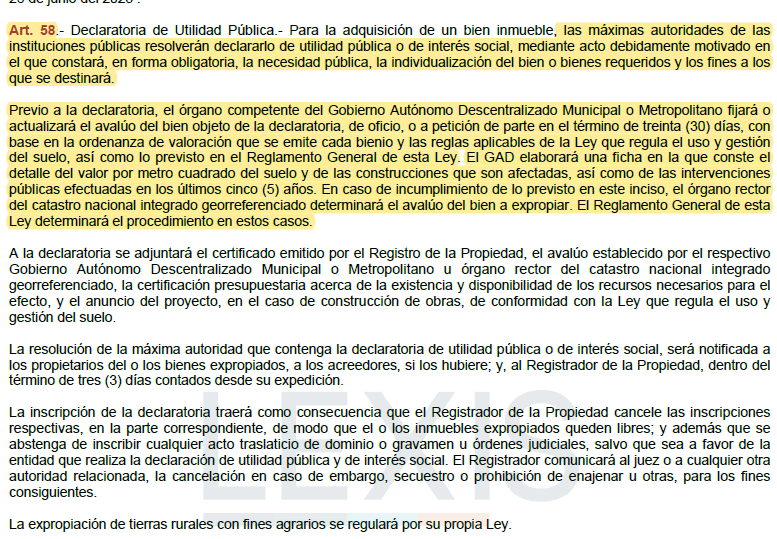 Art. 58.- Declaratoria de Utilidad Pública.- Para la adquisición de un bien inmueble, las máximas autoridades de las
instituciones públicas resolverán declararlo de utilidad pública o de interés social, mediante acto debidamente motivado en
el que constará, en forma obligatoria, la necesidad pública, la individualización del bien o bienes requeridos y los fines a los
que se destinará.
Previo a la declaratoria, el órgano competente del Gobierno Autónomo Descentralizado Municipal o Metropolitano fijará o
actualizará el avalúo del bien objeto de la declaratoria, de oficio, o a petición de parte en el término de treinta (30) días, con
base en la ordenanza de valoración que se emite cada bienio y las reglas aplicables de la Ley que regula el uso y gestión
del suelo, así como lo previsto en el Reglamento General de esta Ley. El GAD elaborará una ficha en la que conste el
detalle del valor por metro cuadrado del suelo y de las construcciones que son afectadas, así como de las intervenciones
públicas efectuadas en los últimos cinco (5) años. En caso de incumplimiento de lo previsto en este inciso, el órgano rector
del catastro nacional integrado georreferenciado determinará el avalúo del bien a expropiar. El Reglamento General de esta
Ley determinará el procedimiento en estos casos.
A la declaratoria se adjuntará el certificado emitido por el Registro de la Propiedad, el avalúo establecido por el respectivo
Gobierno Autónomo Descentralizado Municipal o Metropolitano u órgano rector del catastro nacional integrado
georreferenciado, la certificación presupuestaria acerca de la existencia y disponibilidad de los recursos necesarios para el
efecto, y el anuncio del proyecto, en el caso de construcción de obras, de conformidad con la Ley que regula el uso y
gestión del suelo.
La resolución de la máxima autoridad que contenga la declaratoria de utilidad pública o de interés social, será notificada a
los propietarios del o los bienes expropiados, a los acreedores, si los hubiere; y, al Registrador de la Propiedad, dentro del
término de tres (3) días contados desde su expedición.
La inscripción de la declaratoria traerá como consecuencia que el Registrador de la Propiedad cancele las inscripciones
respectivas, en la parte correspondiente, de modo que el o los inmuebles expropiados queden libres; y además que se
abstenga de inscribir cualquier acto traslaticio de dominio o gravamen u órdenes judiciales, salvo que sea a favor de la
entidad que realiza la declaración de utilidad pública y de interés social. El Registrador comunicará al juez o a cualquier otra
autoridad relacionada, la cancelación en caso de embargo, secuestro o prohibición de enajenar u otras, para los fines
consiguientes.
La expropiación de tierras rurales con fines agrarios se regulará por su propia Ley.
LEXIS